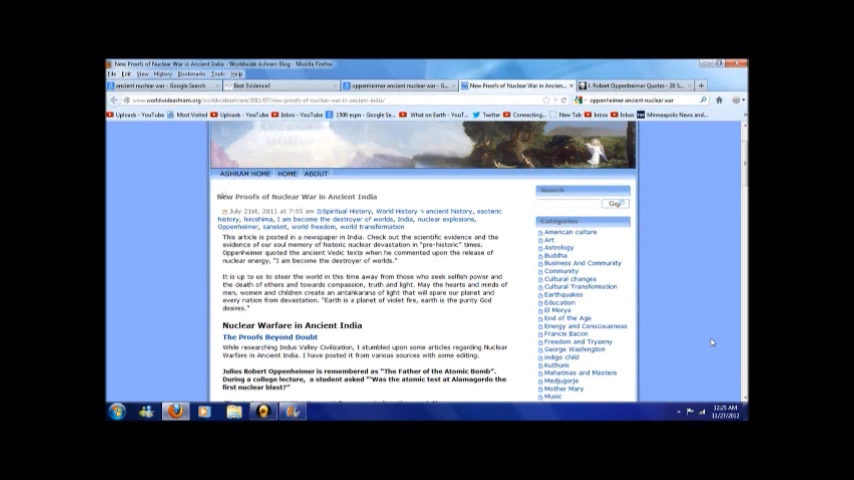 New Proofs of Nuclear War in Ancient India - Worldwide Ashram Blog - Mozilla Firefox
File Edit View History Bookmarks Tools Help
ancient nuclear war - Google Search
Best Evidence!
oppenheimer ancient nuclear war - G...
New Proofs of Nuclear War in Ancien...
J. Robert Oppenheimer Quotes - 20 S...
www.worldwideashram.org/worldwideashram/2011/07/new-proofs-of-nuclear-war-in-ancient-india/
oppenheimer ancient nuclear war
Uploads - YouTube Most Visited Uploads - YouTube Inbox - YouTube 1500 espn - Google Se... What on Earth - YouT... Twitter Connecting... New Tab Inbox Inbox Minneapolis News and...
ASHRAM HOME HOME ABOUT
New Proofs of Nuclear War in Ancient India
July 21st, 2011 at 7:55 am Spiritual History, World History ancient history, esoteric
history, hiroshima, I am become the destroyer of worlds, India, nuclear explosions,
Oppenheimer, sanskrit, world freedom, world transformation
This article is posted in a newspaper in India. Check out the scientific evidence and the
evidence of our soul memory of historic nuclear devastation in "pre-historic" times.
Oppenheimer quoted the ancient Vedic texts when he commented upon the release of
nuclear energy, "I am become the destroyer of worlds."
It is up to us to steer the world in this time away from those who seek selfish power and
the death of others and towards compassion, truth and light. May the hearts and minds of
men, women and children create an antahkarana of light that will spare our planet and
every nation from devastation. "Earth is a planet of violet fire, earth is the purity God
desires."
Nuclear Warfare in Ancient India
The Proofs Beyond Doubt
While researching Indus Valley Civilization, I stumbled upon some articles regarding Nuclear
Warfare in Ancient India. I have posted it from various sources with some editing.
Julius Robert Oppenheimer is remembered as "The Father of the Atomic Bomb".
During a college lecture, a student asked "Was the atomic test at Alamagordo the
first nuclear blast?"
Search
Go
Categories
American culture
Art
Astrology
Buddha
Business And Community
Community
Cultural changes
Cultural Transformation
Earthquakes
Education
El Morya
End of the Age
Energy and Consciousness
Francis Bacon
Freedom and Tryanny
George Washington
indigo child
Kuthumi
Mahatmas and Masters
Medjugorje
Mother Mary
Music
12:25 AM
11/27/2012